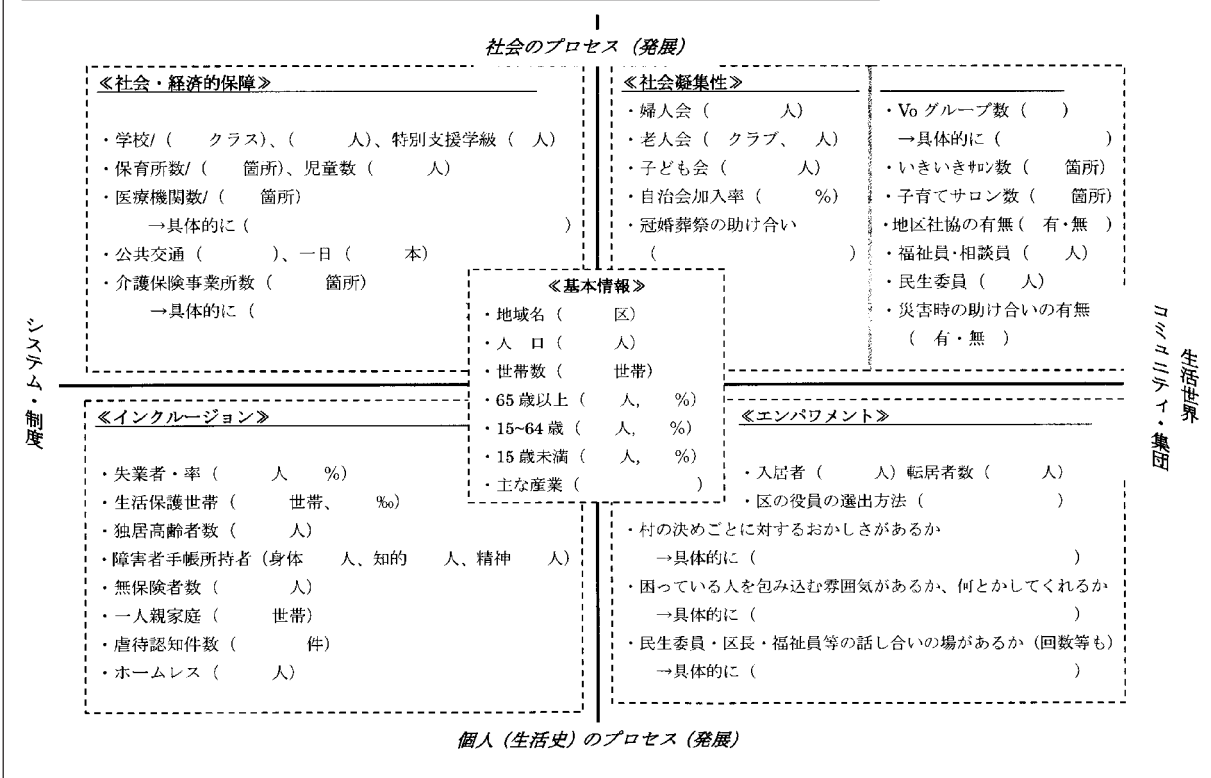 社会のプロセス (発展)
≪社会・経済的保障≫
・学校/（　　クラス）、（　　　人）、特別支援学級（　人）
・保育所数/（　　箇所）、児童数（　　　人）
・医療機関数/（　　箇所）
→具体的に（　　　　　　　　　　　　）
・公共交通（　　　　）、一日（　　　本）
・介護保険事業所数（　　　箇所）
→具体的に（
≪社会凝集性≫
・婦人会（　　　　人）
・老人会（　クラブ、　人）
・子ども会（　　　　人）
・自治会加入率（　　　%）
・冠婚葬祭の助け合い
（　　　　　　　　　）
・Vo グループ数（　　）
→具体的に（　　　　　　）
・いきいきｻﾛﾝ数（　　箇所）
・子育てサロン数（　　箇所）
・地区社協の有無（　有・無　）
・福祉員・相談員（　　人）
・民生委員（　　人）
・災害時の助け合いの有無
（　有・無　）
≪基本情報≫
・地域名（　　　区）
・人　口（　　　人）
・世帯数（　　　世帯）
・65 歳以上（　　人,　　%）
・15~64 歳（　　人,　　%）
・15 歳未満（　　人,　　%）
・主な産業（　　　　　　）
システム・制度
生活世界
コミュニティ・集団
≪インクルージョン≫
・失業者・率（　　　人　　%）
・生活保護世帯（　　　世帯、　　‰）
・独居高齢者数（　　　人）
・障害者手帳所持者（身体　　人、知的　　人、精神　　人）
・無保険者数（　　　　人）
・一人親家庭（　　　世帯）
・虐待認知件数（　　　　件）
・ホームレス（　　　　人）
≪エンパワメント≫
・入居者（　　　人）転居者数（　　　人）
・区の役員の選出方法（　　　　　　　）
・村の決めごとに対するおかしさがあるか
→具体的に（　　　　　　　　　　　　　　）
・困っている人を包み込む雰囲気があるか、何とかしてくれるか
→具体的に（　　　　　　　　　　　　　　）
・民生委員・区長・福祉員等の話し合いの場があるか（回数等も）
→具体的に（　　　　　　　　　　　　　　）
個人 (生活史) のプロセス (発展)